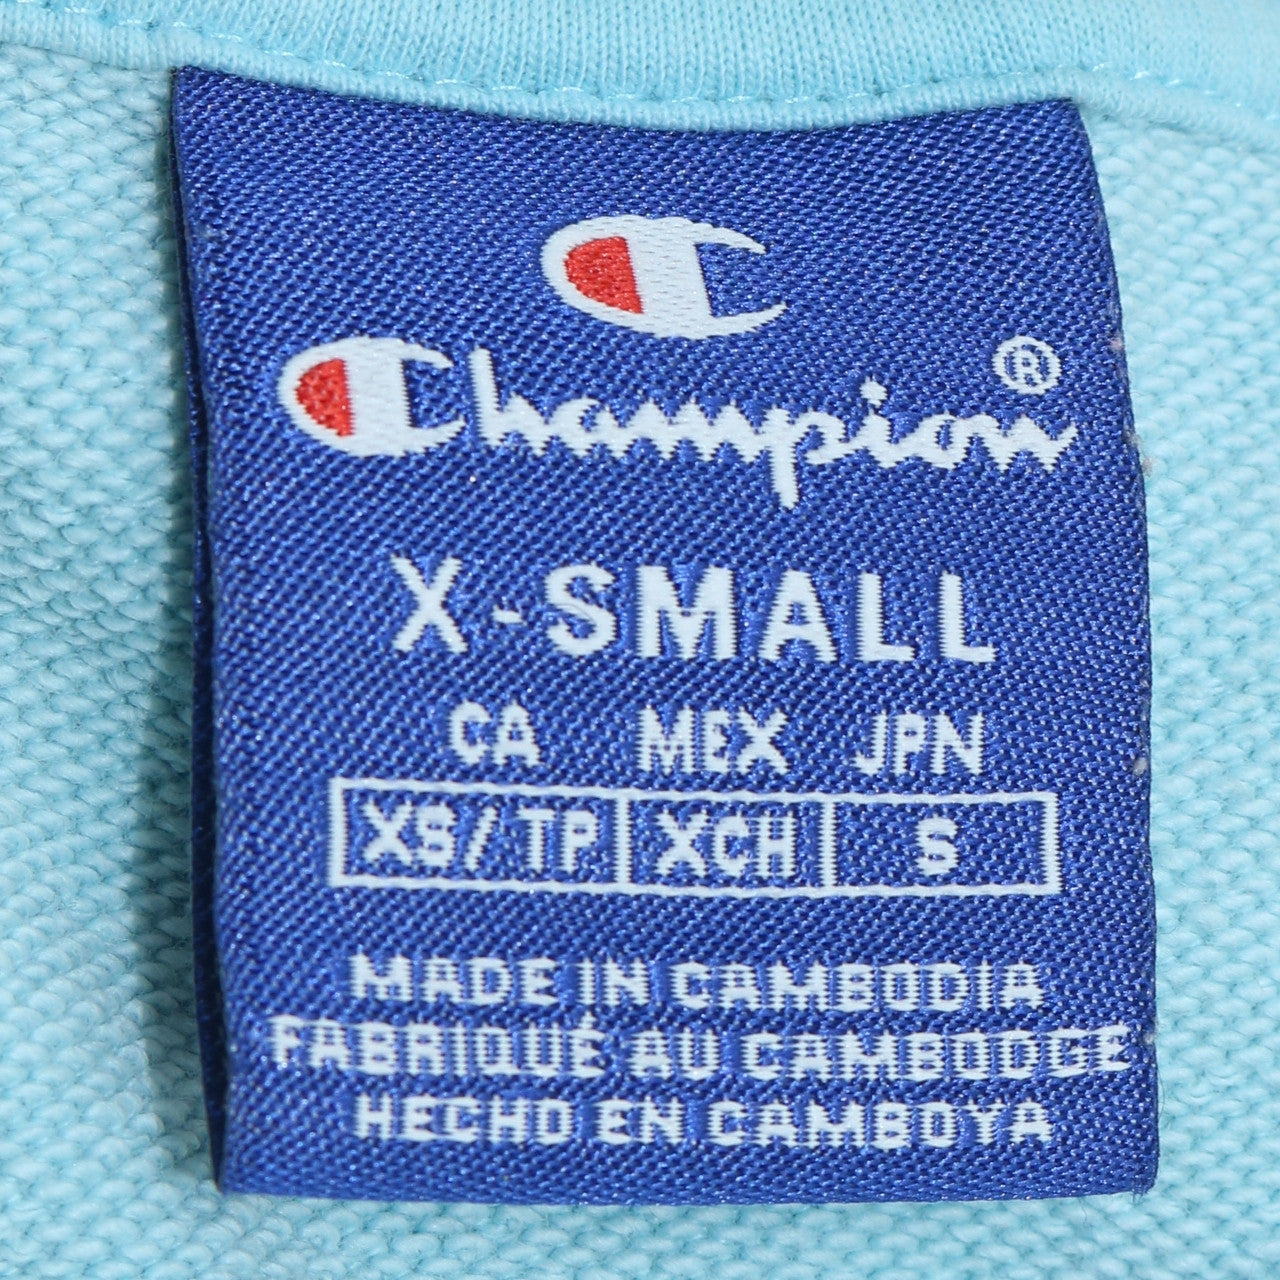 Champion®
X-SMALL
CA MEX JPN
XS/TP XCH S
MADE IN CAMBODIA
FABRIQUÉ AU CAMBODGE
HECHO EN CAMBOYA